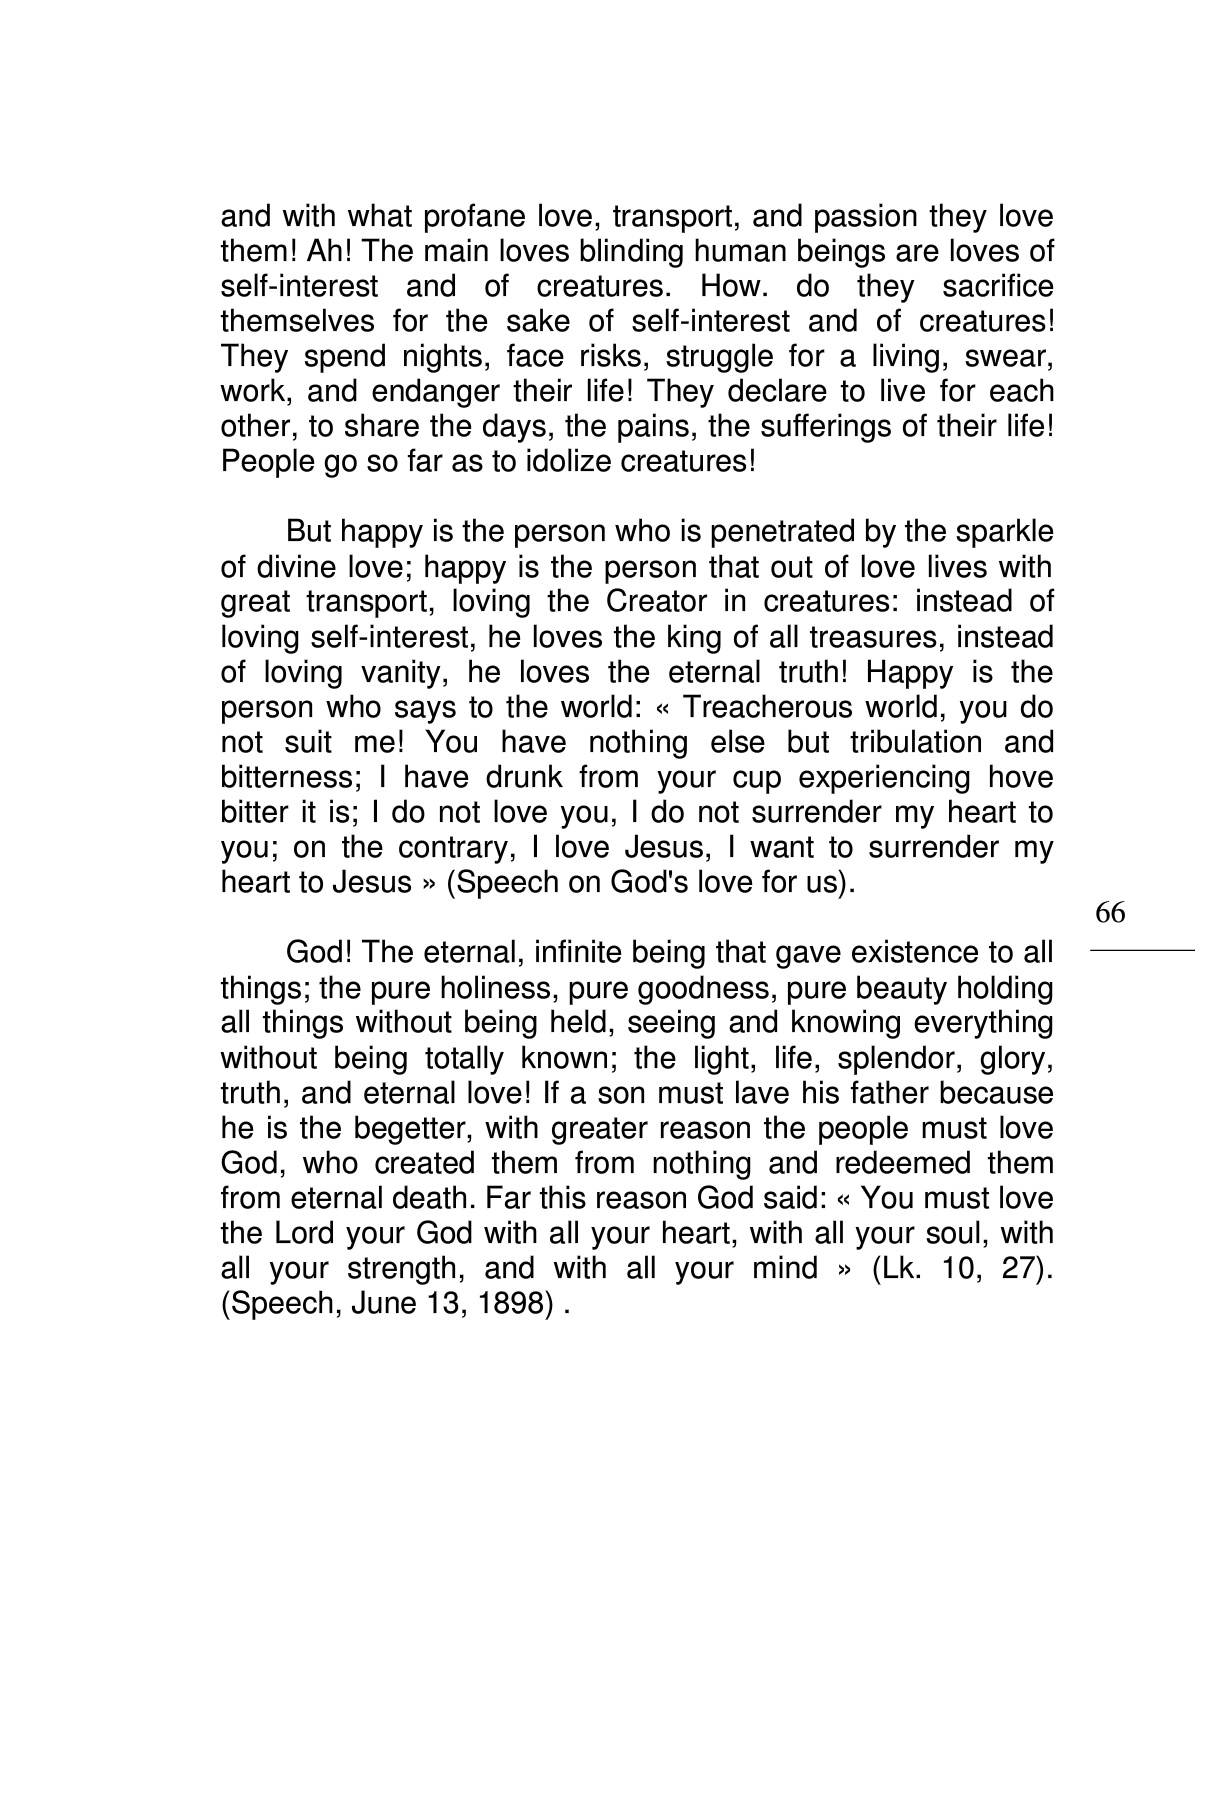 and with what profane love, transport, and passion they love
them! Ah! The main loves blinding human beings are loves of
self-interest and of creatures. How. do they sacrifice
themselves for the sake of self-interest and of creatures!
They spend nights, face risks, struggle for a living, swear,
work, and endanger their life! They declare to live for each
other, to share the days, the pains, the sufferings of their life!
People go so far as to idolize creatures!
But happy is the person who is penetrated by the sparkle
of divine love; happy is the person that out of love lives with
great transport, loving the Creator in creatures: instead of
loving self-interest, he loves the king of all treasures, instead
of loving vanity, he loves the eternal truth! Happy is the
person who says to the world: « Treacherous world, you do
not suit me! You have nothing else but tribulation and
bitterness; I have drunk from your cup experiencing hove
bitter it is; I do not love you, I do not surrender my heart to
you; on the contrary, I love Jesus, I want to surrender my
heart to Jesus » (Speech on God's love for us).
66
God! The eternal, infinite being that gave existence to all
things; the pure holiness, pure goodness, pure beauty holding
all things without being held, seeing and knowing everything
without being totally known; the light, life, splendor, glory,
truth, and eternal love! If a son must lave his father because
he is the begetter, with greater reason the people must love
God, who created them from nothing and redeemed them
from eternal death. Far this reason God said: « You must love
the Lord your God with all your heart, with all your soul, with
all your strength, and with all your mind » (Lk. 10, 27).
(Speech, June 13, 1898) .